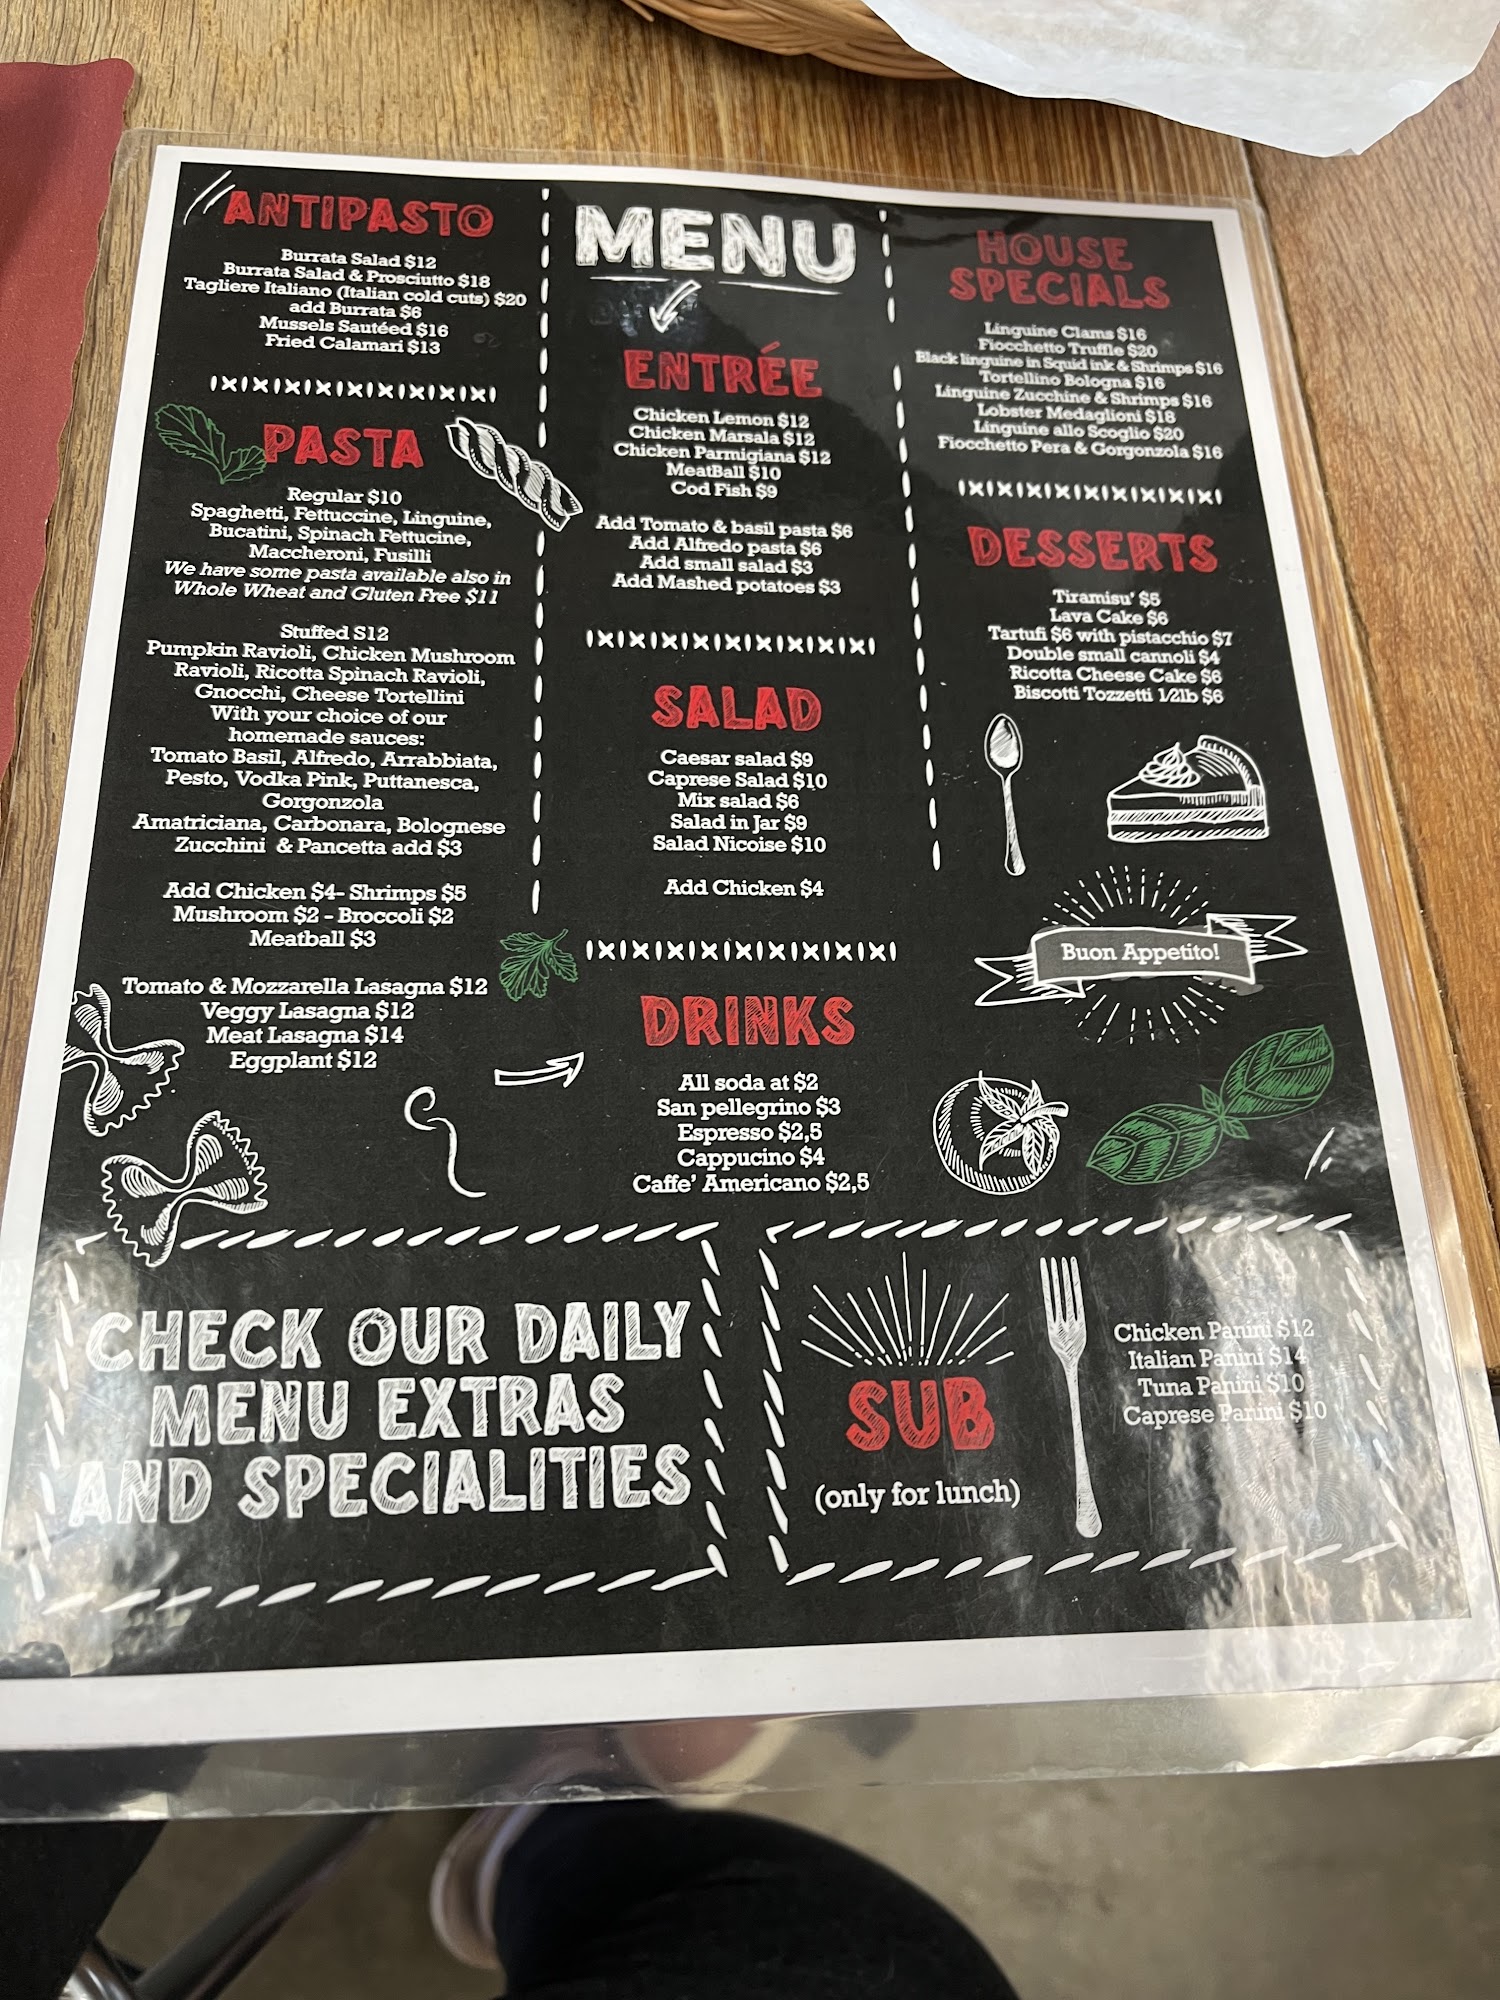 ANTIPASTO
Burrata Salad $12
Burrata Salad & Prosciutto $18
Tagliere Italiano (Italian cold cuts) $20
add Burrata $6
Mussels Sautéed $16
Fried Calamari $13
PASTA
Regular $10
Spaghetti, Fettuccine, Linguine,
Bucatini, Spinach Fettucine,
Maccheroni, Fusilli
We have some pasta available also in
Whole Wheat and Gluten Free $11
Stuffed S12
Pumpkin Ravioli, Chicken Mushroom
Ravioli, Ricotta Spinach Ravioli,
Gnocchi, Cheese Tortellini
With your choice of our
homemade sauces:
Tomato Basil, Alfredo, Arrabbiata,
Pesto, Vodka Pink, Puttanesca,
Gorgonzola
Amatriciana, Carbonara, Bolognese
Zucchini & Pancetta add $3
Add Chicken $4- Shrimps $5
Mushroom $2 - Broccoli $2
Meatball $3
Tomato & Mozzarella Lasagna $12
Veggy Lasagna $12
Meat Lasagna $14
Eggplant $12
MENU
ENTRÉE
Chicken Lemon $12
Chicken Marsala $12
Chicken Parmigiana $12
MeatBall $10
Cod Fish $9
Add Tomato & basil pasta $6
Add Alfredo pasta $6
Add small salad $3
Add Mashed potatoes $3
SALAD
Caesar salad $9
Caprese Salad $10
Mix salad $6
Salad in Jar $9
Salad Nicoise $10
Add Chicken $4
DRINKS
All soda at $2
San pellegrino $3
Espresso $2,5
Cappucino $4
Caffe' Americano $2,5
HOUSE
SPECIALS
Linguine Clams $16
Fiocchetto Truffle $20
Black linguine in Squid ink & Shrimps $16
Tortellino Bologna $16
Linguine Zucchine & Shrimps $16
Lobster Medaglioni $18
Linguine allo Scoglio $20
Fiocchetto Pera & Gorgonzola $16
DESSERTS
Tiramisu' $5
Lava Cake $6
Tartufi $6 with pistacchio $7
Double small cannoli $4
Ricotta Cheese Cake $6
Biscotti Tozzetti 1/2lb $6
Buon Appetito!
CHECK OUR DAILY
MENU EXTRAS
AND SPECIALITIES
SUB
(only for lunch)
Chicken Panini $12
Italian Panini $14
Tuna Panini $10
Caprese Panini $10